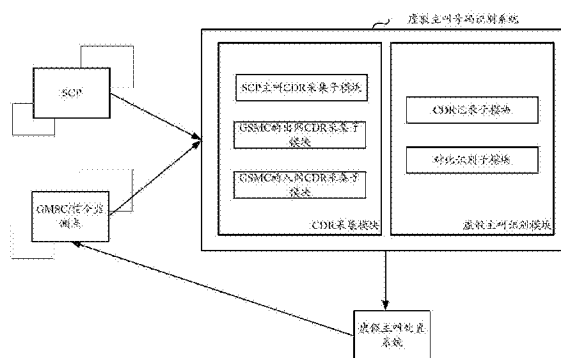 虚假主叫号码识别系统
SCP
SCP主叫CDR采集子模块
GSMC的出网CDR采集子
模块
GSMC的入网CDR采集子
模块
CDR采集模块
CDR记录子模块
对比识别子模块
虚假主叫识别模块
GMSC/信令监
测点
虚假主叫处置
系统